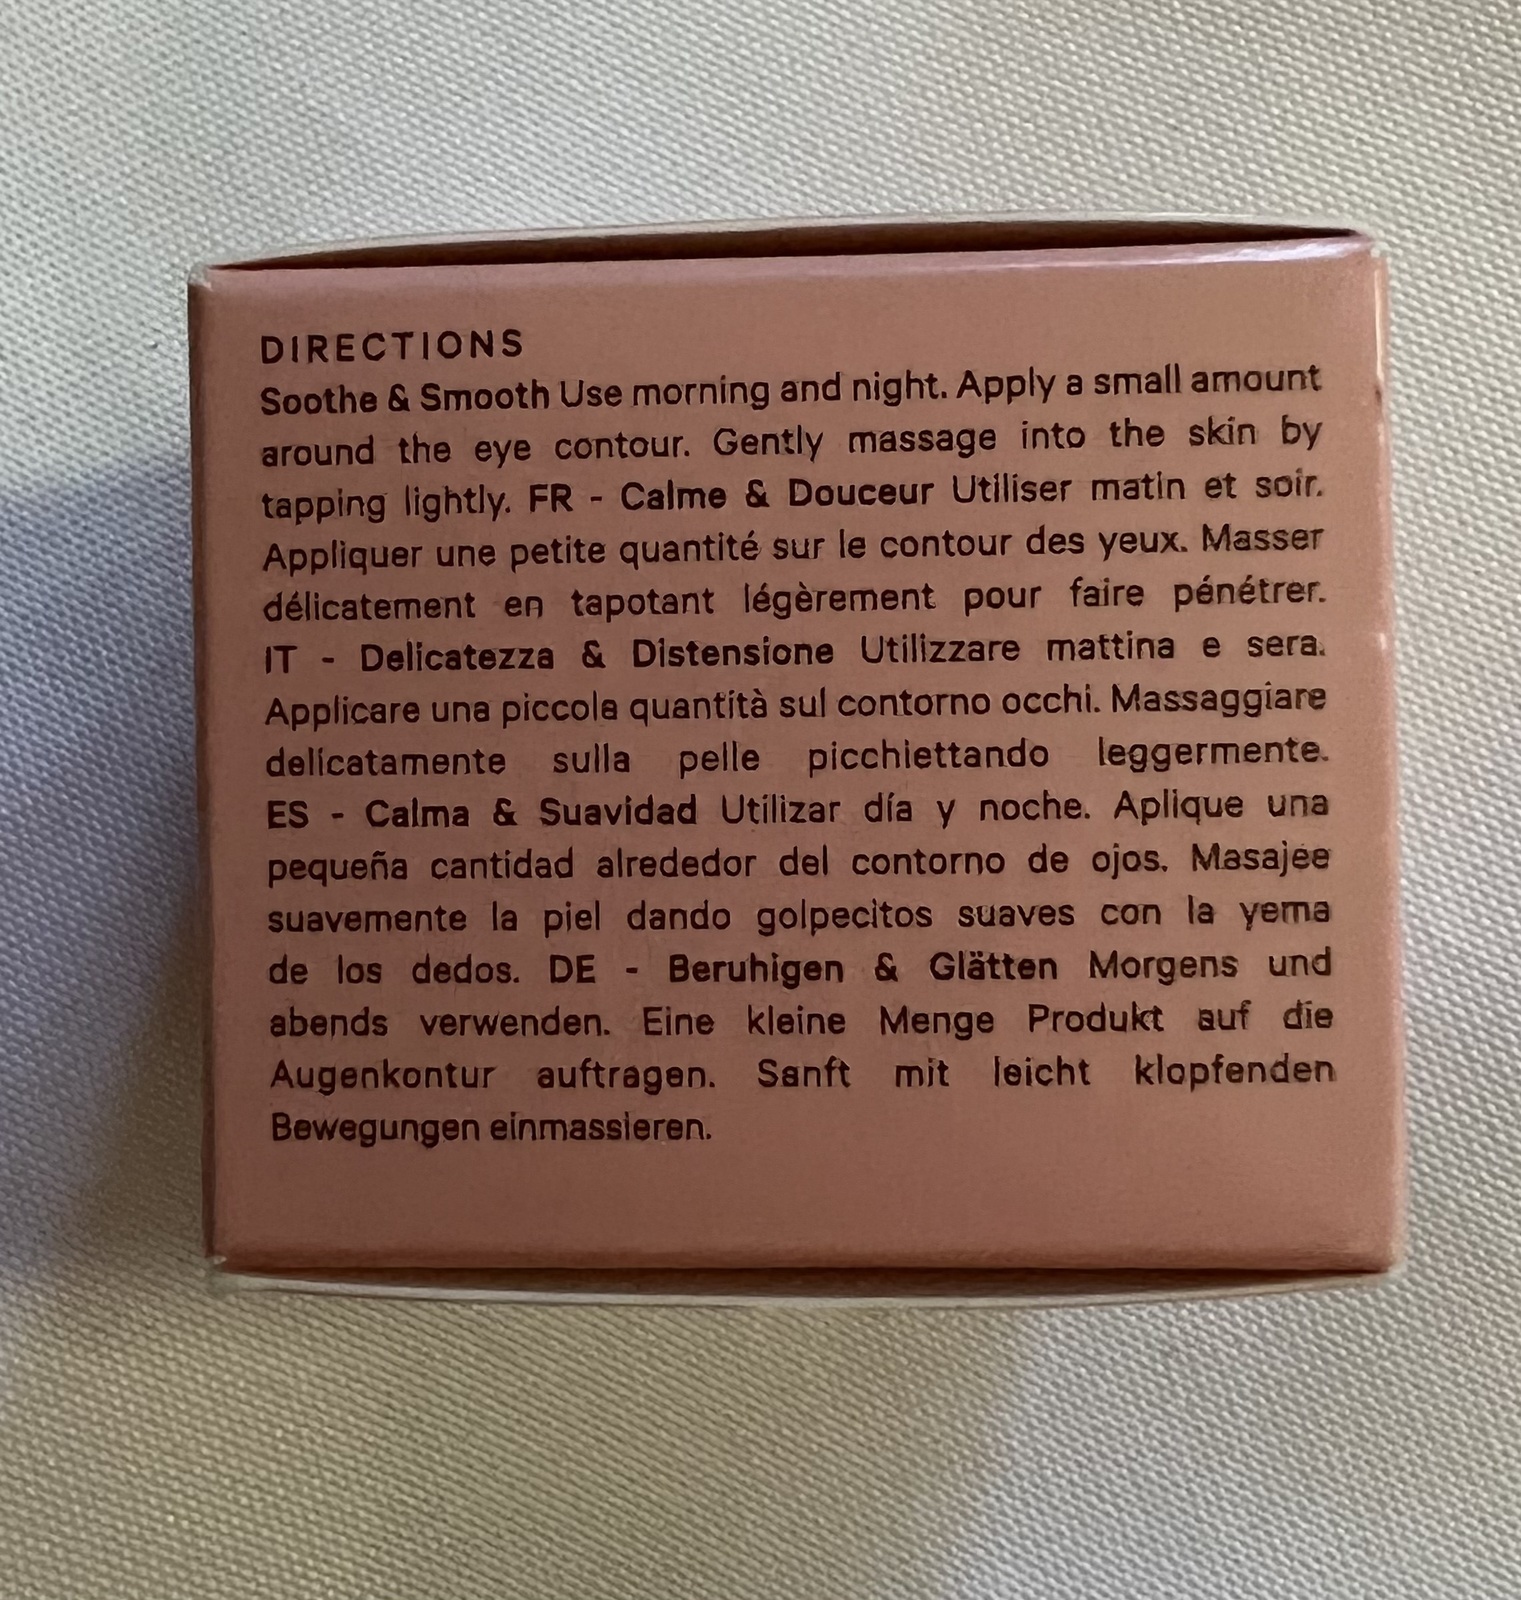 DIRECTIONS
Soothe & Smooth Use morning and night. Apply a small amount
around the eye contour. Gently massage into the skin by
tapping lightly. FR - Calme & Douceur Utiliser matin et soir.
Appliquer une petite quantité sur le contour des yeux. Masser
délicatement en tapotant légèrement pour faire pénétrer.
IT - Delicatezza & Distensione Utilizzare mattina e sera.
Applicare una piccola quantità sul contorno occhi. Massaggiare
delicatamente sulla pelle picchiettando leggermente.
ES - Calma & Suavidad Utilizar día y noche. Aplique una
pequeña cantidad alrededor del contorno de ojos. Masajee
suavemente la piel dando golpecitos suaves con la yema
de los dedos. DE - Beruhigen & Glätten Morgens und
abends verwenden. Eine kleine Menge Produkt auf die
Augenkontur auftragen. Sanft mit leicht klopfenden
Bewegungen einmassieren.